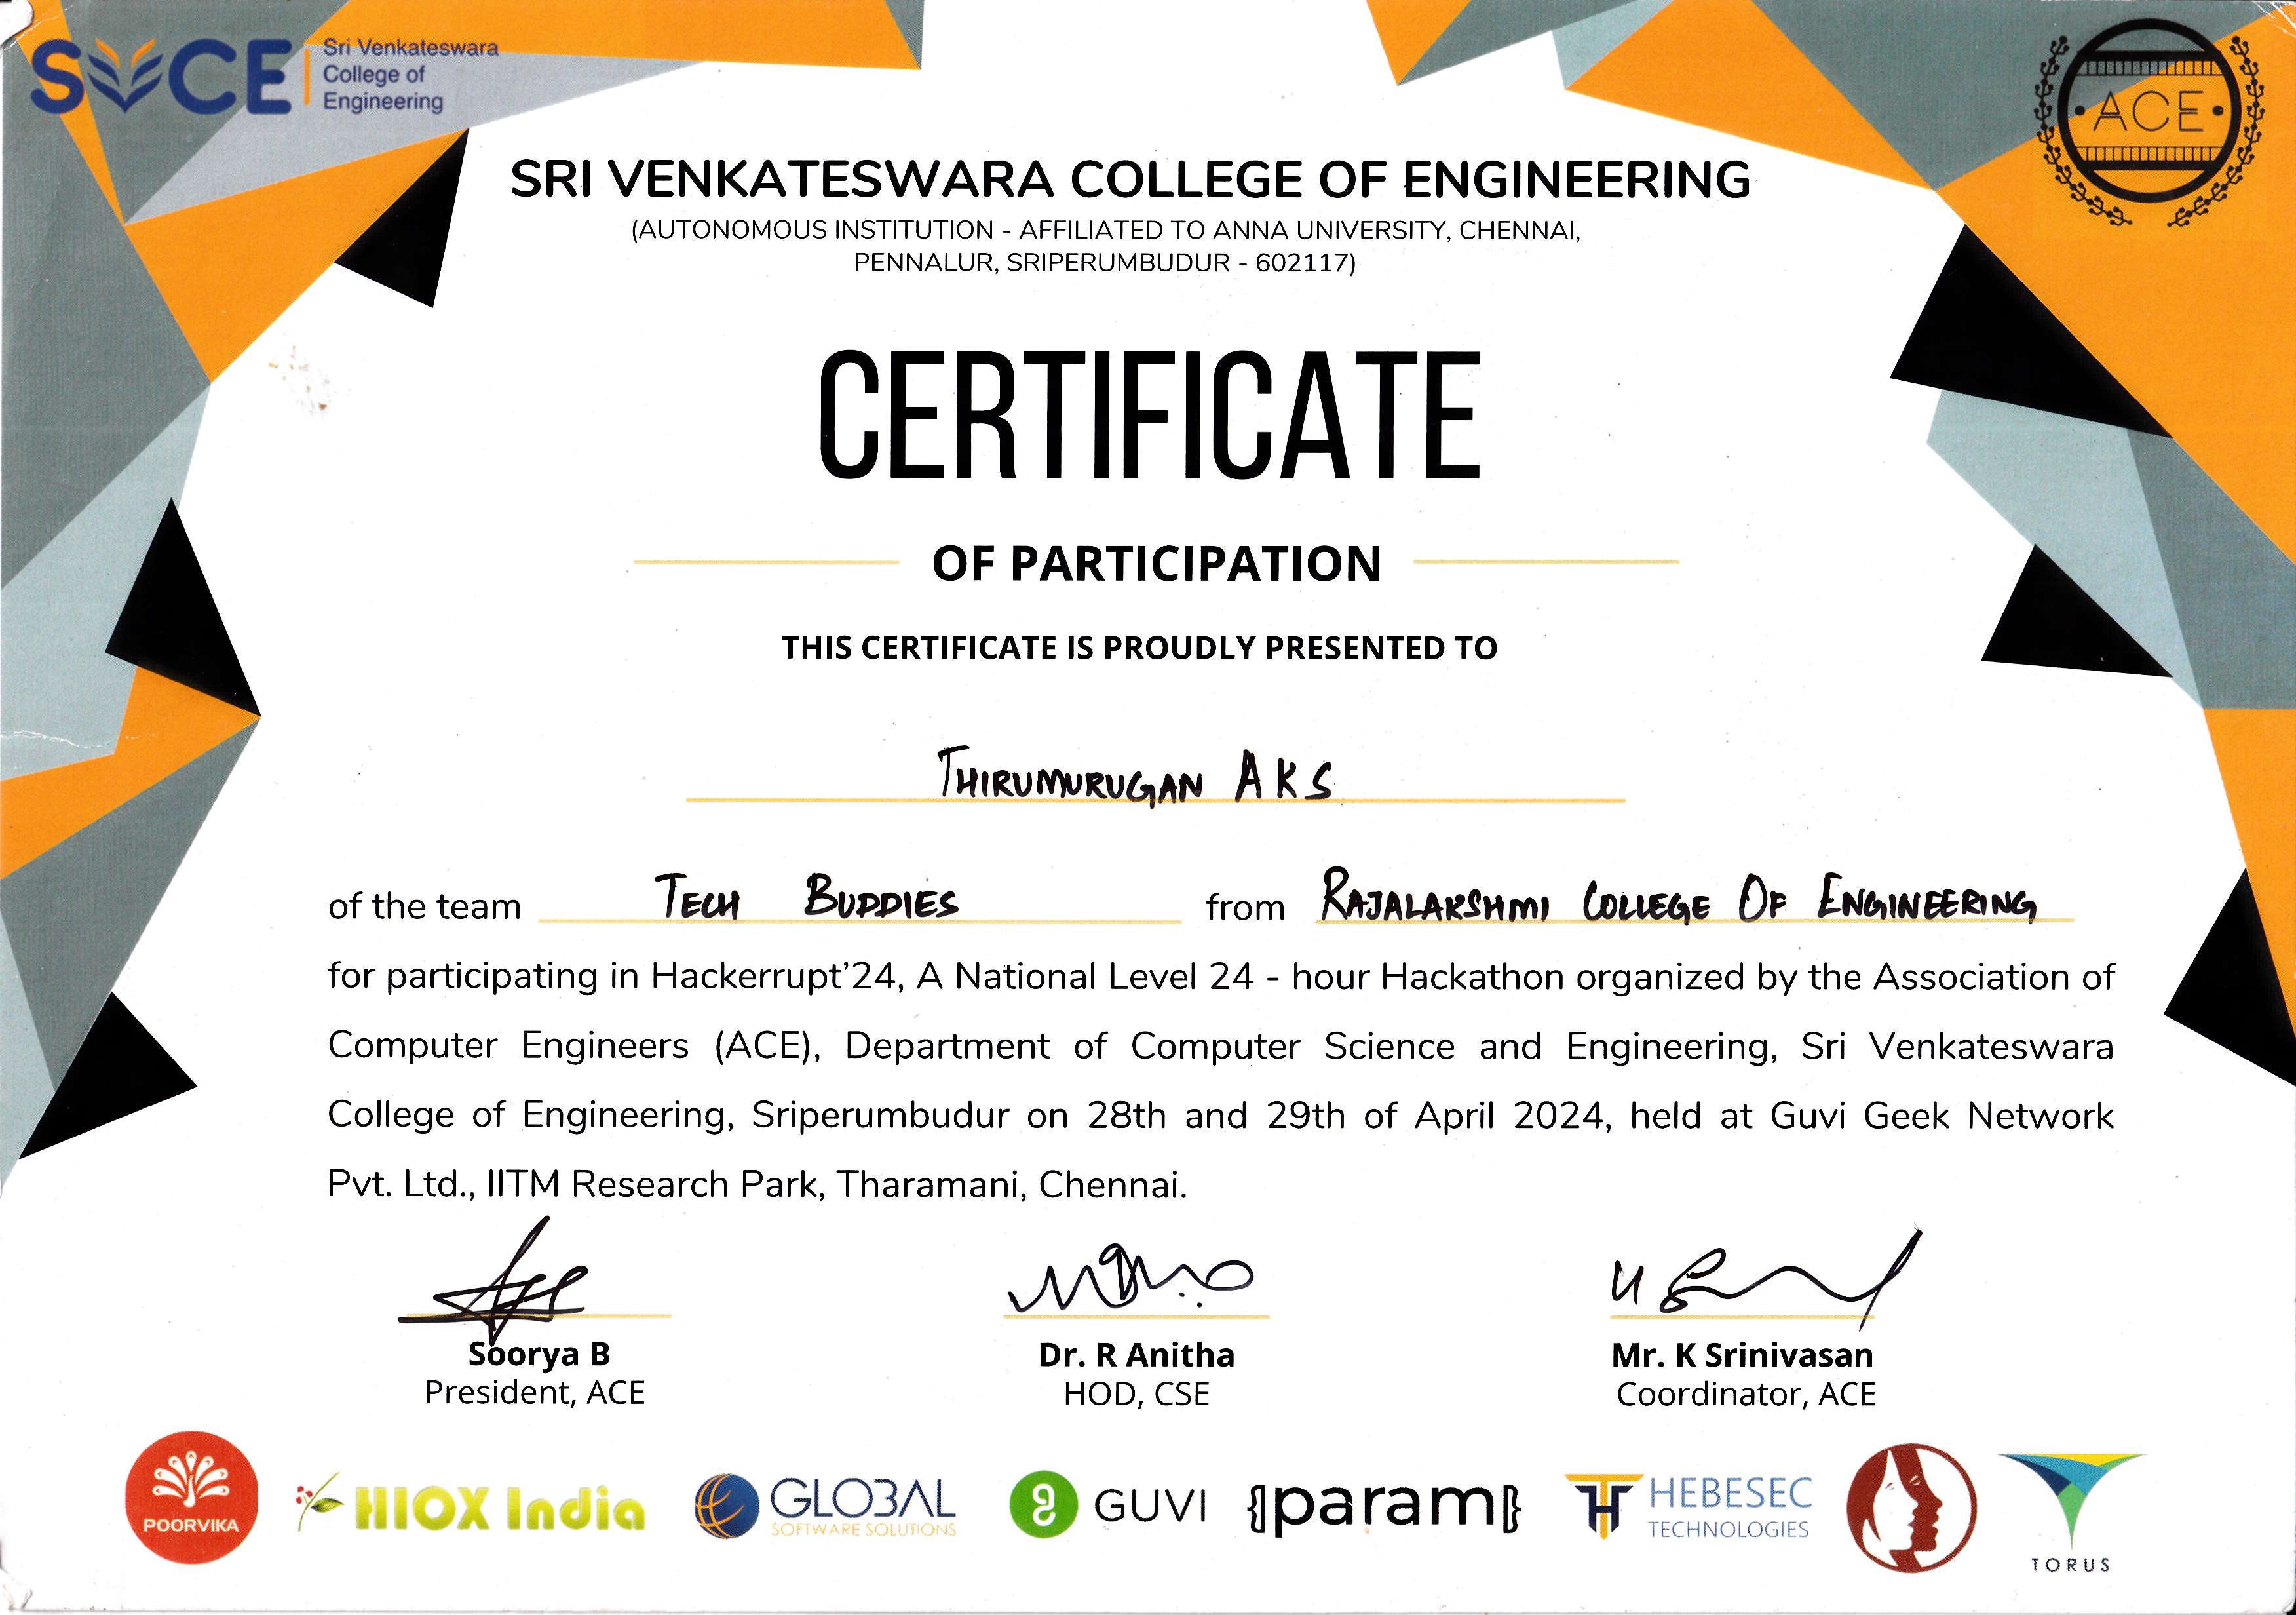 SVCE
Sri Venkateswara
College of
Engineering
ACE
SRI VENKATESWARA COLLEGE OF ENGINEERING
(AUTONOMOUS INSTITUTION - AFFILIATED TO ANNA UNIVERSITY, CHENNAI,
PENNALUR, SRIPERUMBUDUR - 602117)
CERTIFICATE
OF PARTICIPATION
THIS CERTIFICATE IS PROUDLY PRESENTED TO
THIRUMURUGAN A K S
of the team TECH BUDDIES from RAJALAKSHMI COLLEGE OF ENGINEERING
for participating in Hackerrupt'24, A National Level 24 - hour Hackathon organized by the Association of
Computer Engineers (ACE), Department of Computer Science and Engineering, Sri Venkateswara
College of Engineering, Sriperumbudur on 28th and 29th of April 2024, held at Guvi Geek Network
Pvt. Ltd., IITM Research Park, Tharamani, Chennai.
Soorya B
President, ACE
Dr. R Anitha
HOD, CSE
Mr. K Srinivasan
Coordinator, ACE
POORVIKA
HIOX India
GLOBAL
SOFTWARE SOLUTIONS
GUVI
{param}
HEBESEC
TECHNOLOGIES
TORUS